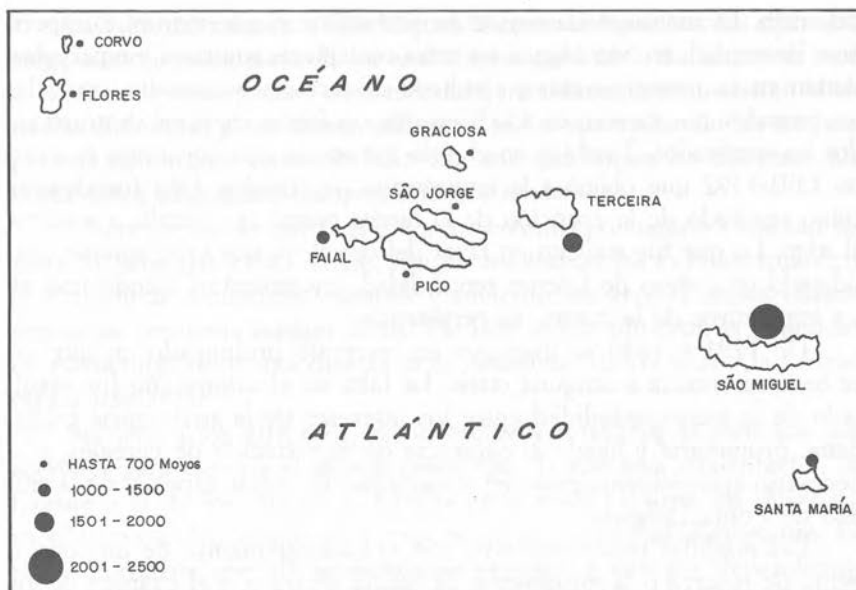 CORVO
FLORES
OCÉANO
GRACIOSA
SÃO JORGE
TERCEIRA
FAIAL
PICO
SÃO MIGUEL
ATLÁNTICO
HASTA 700 Moyos
1000-1500
1501-2000
2001-2500
SANTA MARÍA